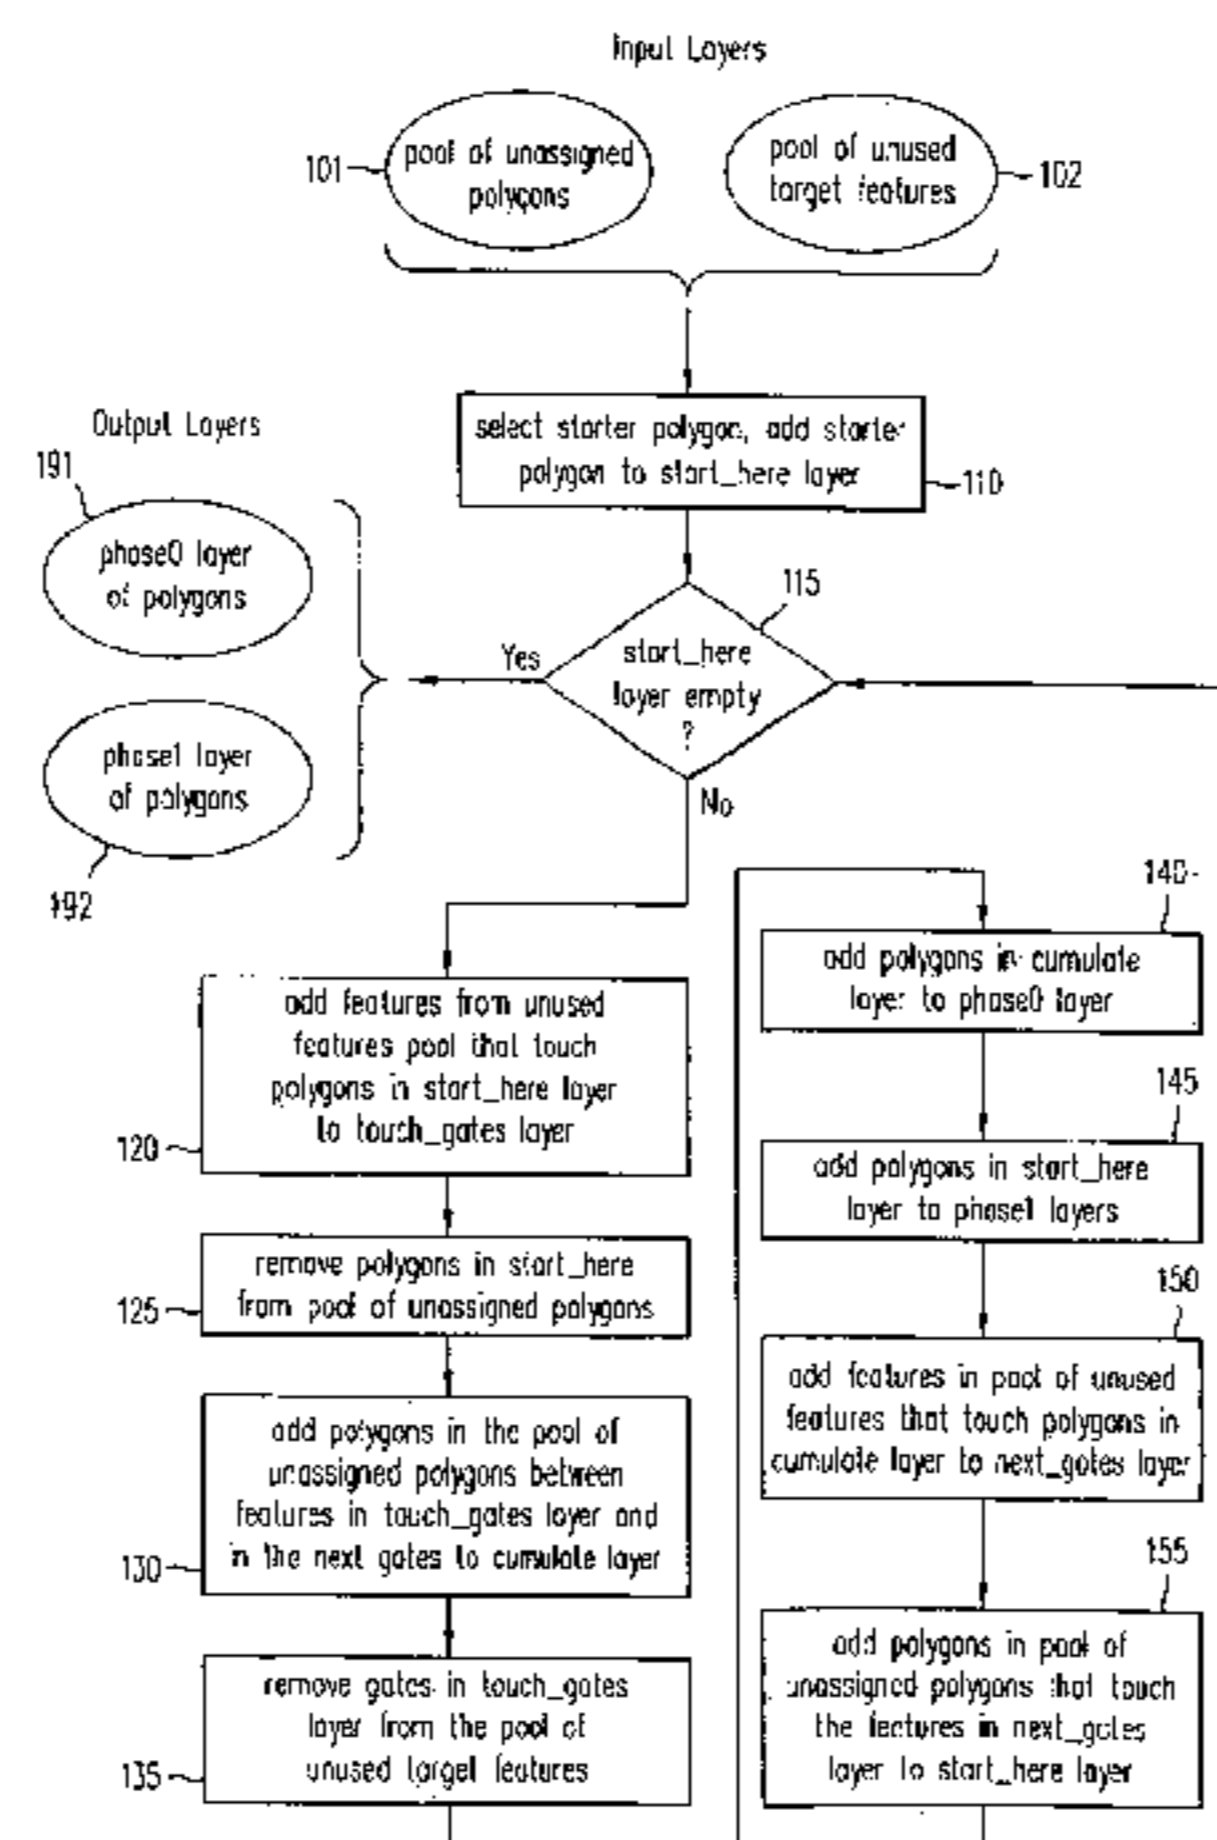 Input Layers
101
pool of unassigned
polygons
pool of unused
target features
102
select starter polygon, add starter
polygon to start_here layer
110
Output Layers
191
phase0 layer
of polygons
phase1 layer
of polygons
192
115
start_here
layer empty
?
Yes
No
add features from unused
features pool that touch
polygons in start_here layer
to touch_gates layer
120
remove polygons in start_here
from pool of unassigned polygons
125
add polygons in the pool of
unassigned polygons between
features in touch_gates layer and
in the next gates to cumulate layer
130
remove gates in touch_gates
layer from the pool of
unused target features
135
140
add polygons in cumulate
layer to phase0 layer
145
add polygons in start_here
layer to phase1 layers
150
add features in pool of unused
features that touch polygons in
cumulate layer to next_gates layer
155
add polygons in pool of
unassigned polygons that touch
the features in next_gates
layer to start_here layer